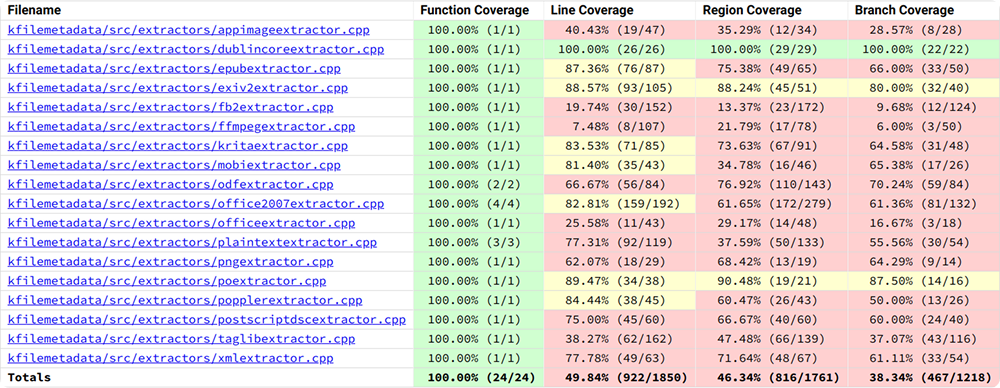 Filename Function Coverage Line Coverage Region Coverage Branch Coverage
kfilemetadata/src/extractors/appimageextractor.cpp 100.00% (1/1) 40.43% (19/47) 35.29% (12/34) 28.57% (8/28)
kfilemetadata/src/extractors/dublincoreextractor.cpp 100.00% (1/1) 100.00% (26/26) 100.00% (29/29) 100.00% (22/22)
kfilemetadata/src/extractors/epubextractor.cpp 100.00% (1/1) 87.36% (76/87) 75.38% (49/65) 66.00% (33/50)
kfilemetadata/src/extractors/exiv2extractor.cpp 100.00% (1/1) 88.57% (93/105) 88.24% (45/51) 80.00% (32/40)
kfilemetadata/src/extractors/fb2extractor.cpp 100.00% (1/1) 19.74% (30/152) 13.37% (23/172) 9.68% (12/124)
kfilemetadata/src/extractors/ffmpegextractor.cpp 100.00% (1/1) 7.48% (8/107) 21.79% (17/78) 6.00% (3/50)
kfilemetadata/src/extractors/kritaextractor.cpp 100.00% (1/1) 83.53% (71/85) 73.63% (67/91) 64.58% (31/48)
kfilemetadata/src/extractors/mobiextractor.cpp 100.00% (1/1) 81.40% (35/43) 34.78% (16/46) 65.38% (17/26)
kfilemetadata/src/extractors/odfextractor.cpp 100.00% (2/2) 66.67% (56/84) 76.92% (110/143) 70.24% (59/84)
kfilemetadata/src/extractors/office2007extractor.cpp 100.00% (4/4) 82.81% (159/192) 61.65% (172/279) 61.36% (81/132)
kfilemetadata/src/extractors/officeextractor.cpp 100.00% (1/1) 25.58% (11/43) 29.17% (14/48) 16.67% (3/18)
kfilemetadata/src/extractors/plaintextextractor.cpp 100.00% (3/3) 77.31% (92/119) 37.59% (50/133) 55.56% (30/54)
kfilemetadata/src/extractors/pngextractor.cpp 100.00% (1/1) 62.07% (18/29) 68.42% (13/19) 64.29% (9/14)
kfilemetadata/src/extractors/poextractor.cpp 100.00% (1/1) 89.47% (34/38) 90.48% (19/21) 87.50% (14/16)
kfilemetadata/src/extractors/popplerextractor.cpp 100.00% (1/1) 84.44% (38/45) 60.47% (26/43) 50.00% (13/26)
kfilemetadata/src/extractors/postscriptdscextractor.cpp 100.00% (1/1) 75.00% (45/60) 66.67% (40/60) 60.00% (24/40)
kfilemetadata/src/extractors/taglibextractor.cpp 100.00% (1/1) 38.27% (62/162) 47.48% (66/139) 37.07% (43/116)
kfilemetadata/src/extractors/xmlextractor.cpp 100.00% (1/1) 77.78% (49/63) 71.64% (48/67) 61.11% (33/54)
Totals 100.00% (24/24) 49.84% (922/1850) 46.34% (816/1761) 38.34% (467/1218)